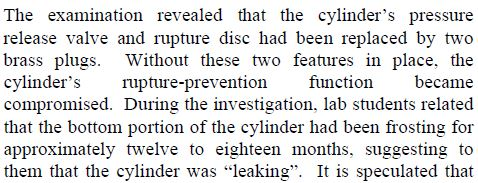 The examination revealed that the cylinder’s pressure
release valve and rupture disc had been replaced by two
brass plugs. Without these two features in place, the
cylinder’s rupture-prevention function became
compromised. During the investigation, lab students related
that the bottom portion of the cylinder had been frosting for
approximately twelve to eighteen months, suggesting to
them that the cylinder was “leaking”. It is speculated that